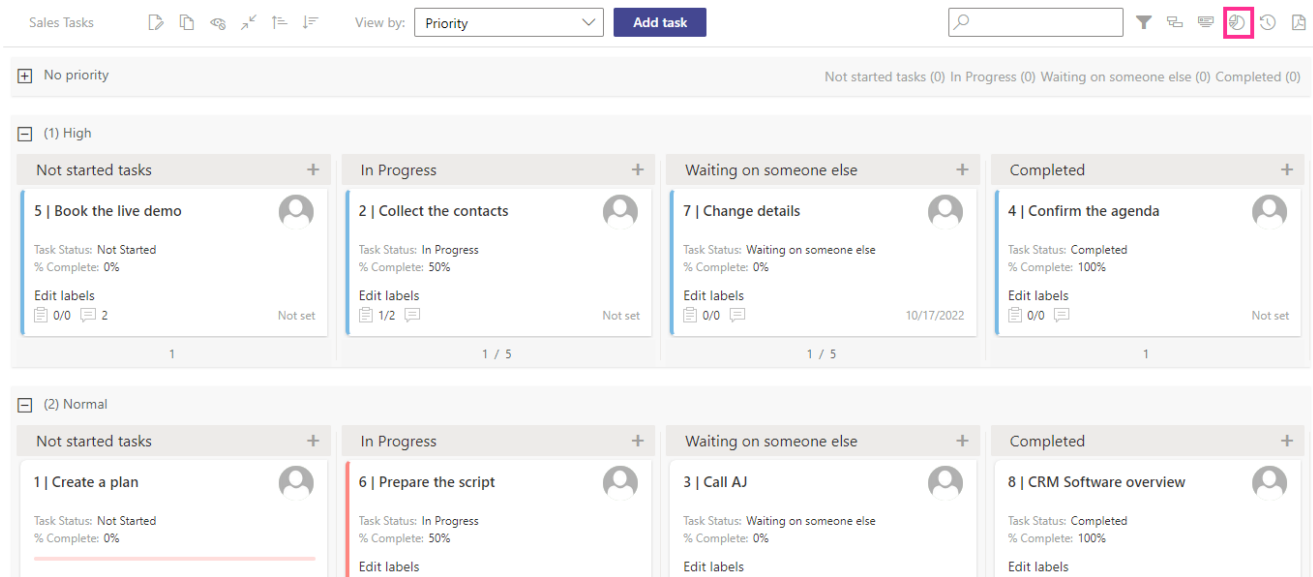 Sales Tasks View by: Priority Add task
No priority Not started tasks (0) In Progress (0) Waiting on someone else (0) Completed (0)
(1) High
Not started tasks + In Progress + Waiting on someone else + Completed +
5 | Book the live demo 2 | Collect the contacts 7 | Change details 4 | Confirm the agenda
Task Status: Not Started Task Status: In Progress Task Status: Waiting on someone else Task Status: Completed
% Complete: 0% % Complete: 50% % Complete: 0% % Complete: 100%
Edit labels Edit labels Edit labels Edit labels
0/0 2 Not set 1/2 Not set 0/0 10/17/2022 0/0 Not set
1 1 / 5 1 / 5 1
(2) Normal
Not started tasks + In Progress + Waiting on someone else + Completed +
1 | Create a plan 6 | Prepare the script 3 | Call AJ 8 | CRM Software overview
Task Status: Not Started Task Status: In Progress Task Status: Waiting on someone else Task Status: Completed
% Complete: 0% % Complete: 50% % Complete: 0% % Complete: 100%
Edit labels Edit labels Edit labels